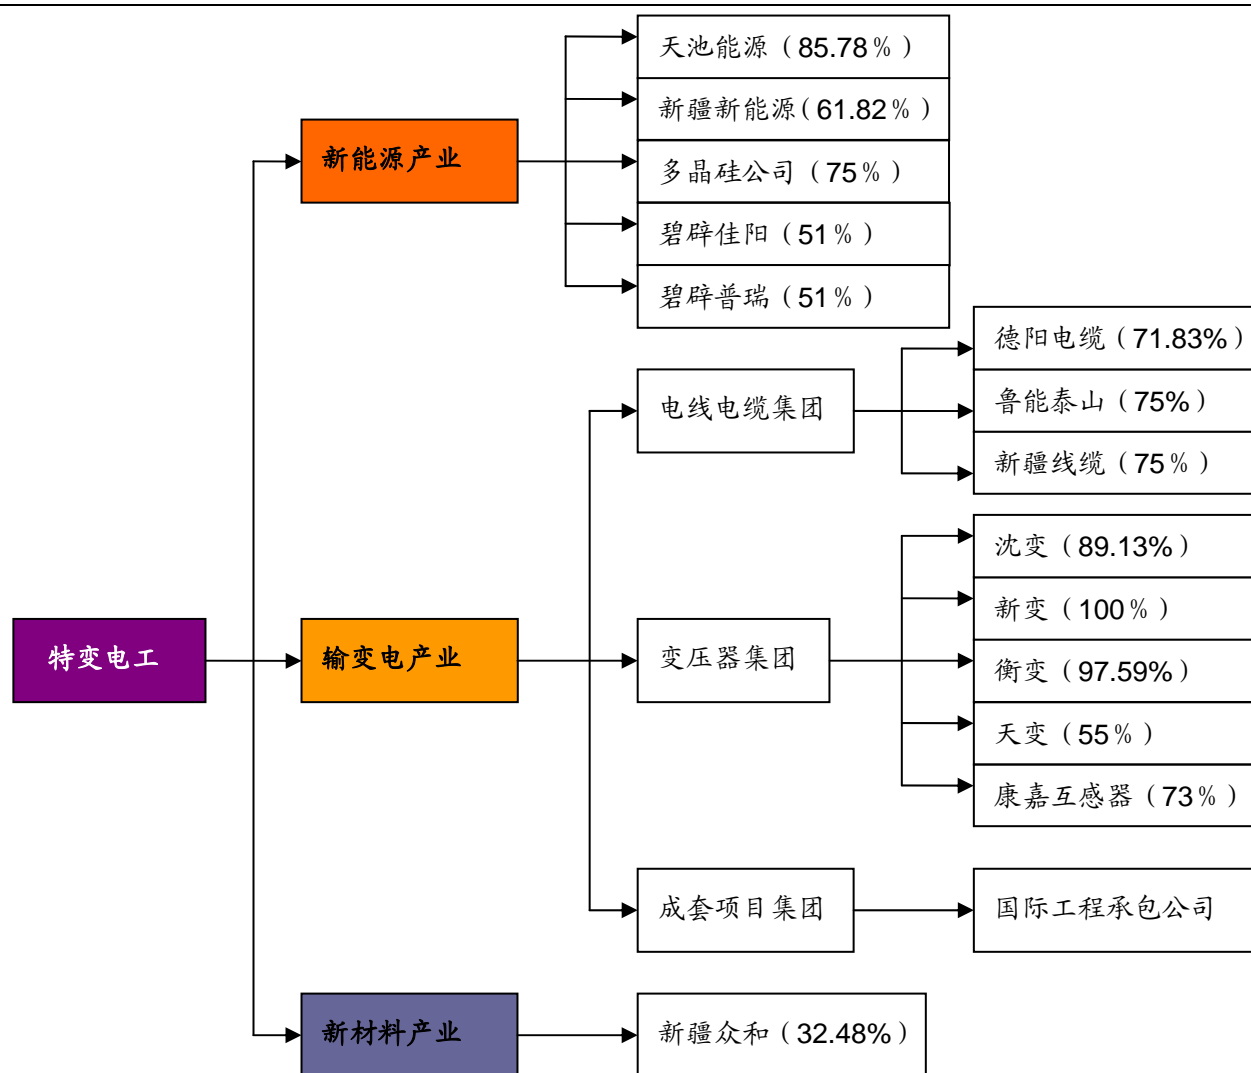 天池能源（85.78％）
新疆新能源（61.82％）
新能源产业
多晶硅公司（75％）
碧辟佳阳（51％）
碧辟普瑞（51％）
德阳电缆（71.83%）
电线电缆集团
鲁能泰山（75%）
新疆线缆（75％）
沈变（89.13%）
新变（100％）
特变电工
输变电产业
变压器集团
衡变（97.59%）
天变（55％）
康嘉互感器（73％）
成套项目集团
国际工程承包公司
新材料产业
新疆众和（32.48%）